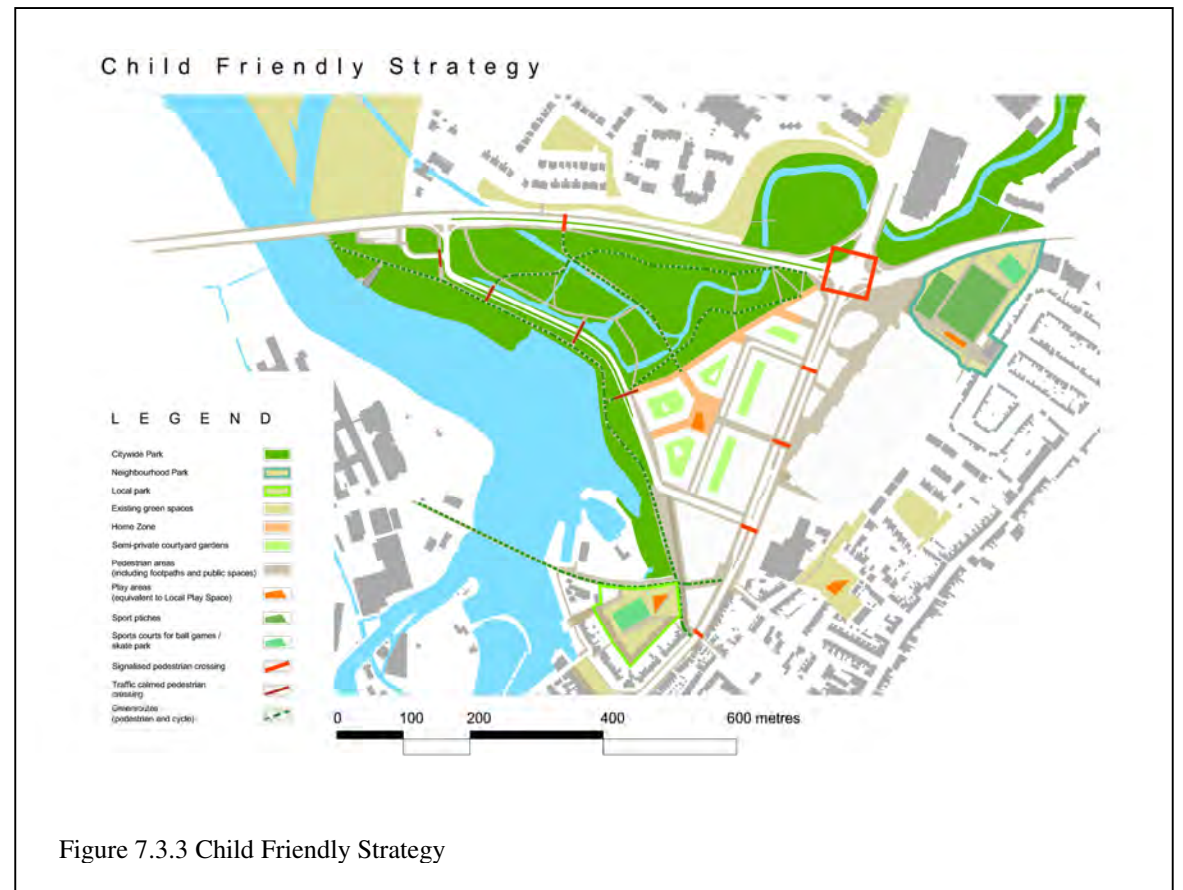 Child Friendly Strategy
LEGEND
Citywide Park
Neighbourhood Park
Local park
Existing green spaces
Home Zone
Semi-private courtyard gardens
Pedestrian areas
(including footpaths and public spaces)
Play areas
(equivalent to Local Play Space)
Sport pitches
Sports courts for ball games /
skate park
Signalised pedestrian crossing
Traffic calmed pedestrian
crossing
Greenroutes
(pedestrian and cycle)
0 100 200 400 600 metres
Figure 7.3.3 Child Friendly Strategy